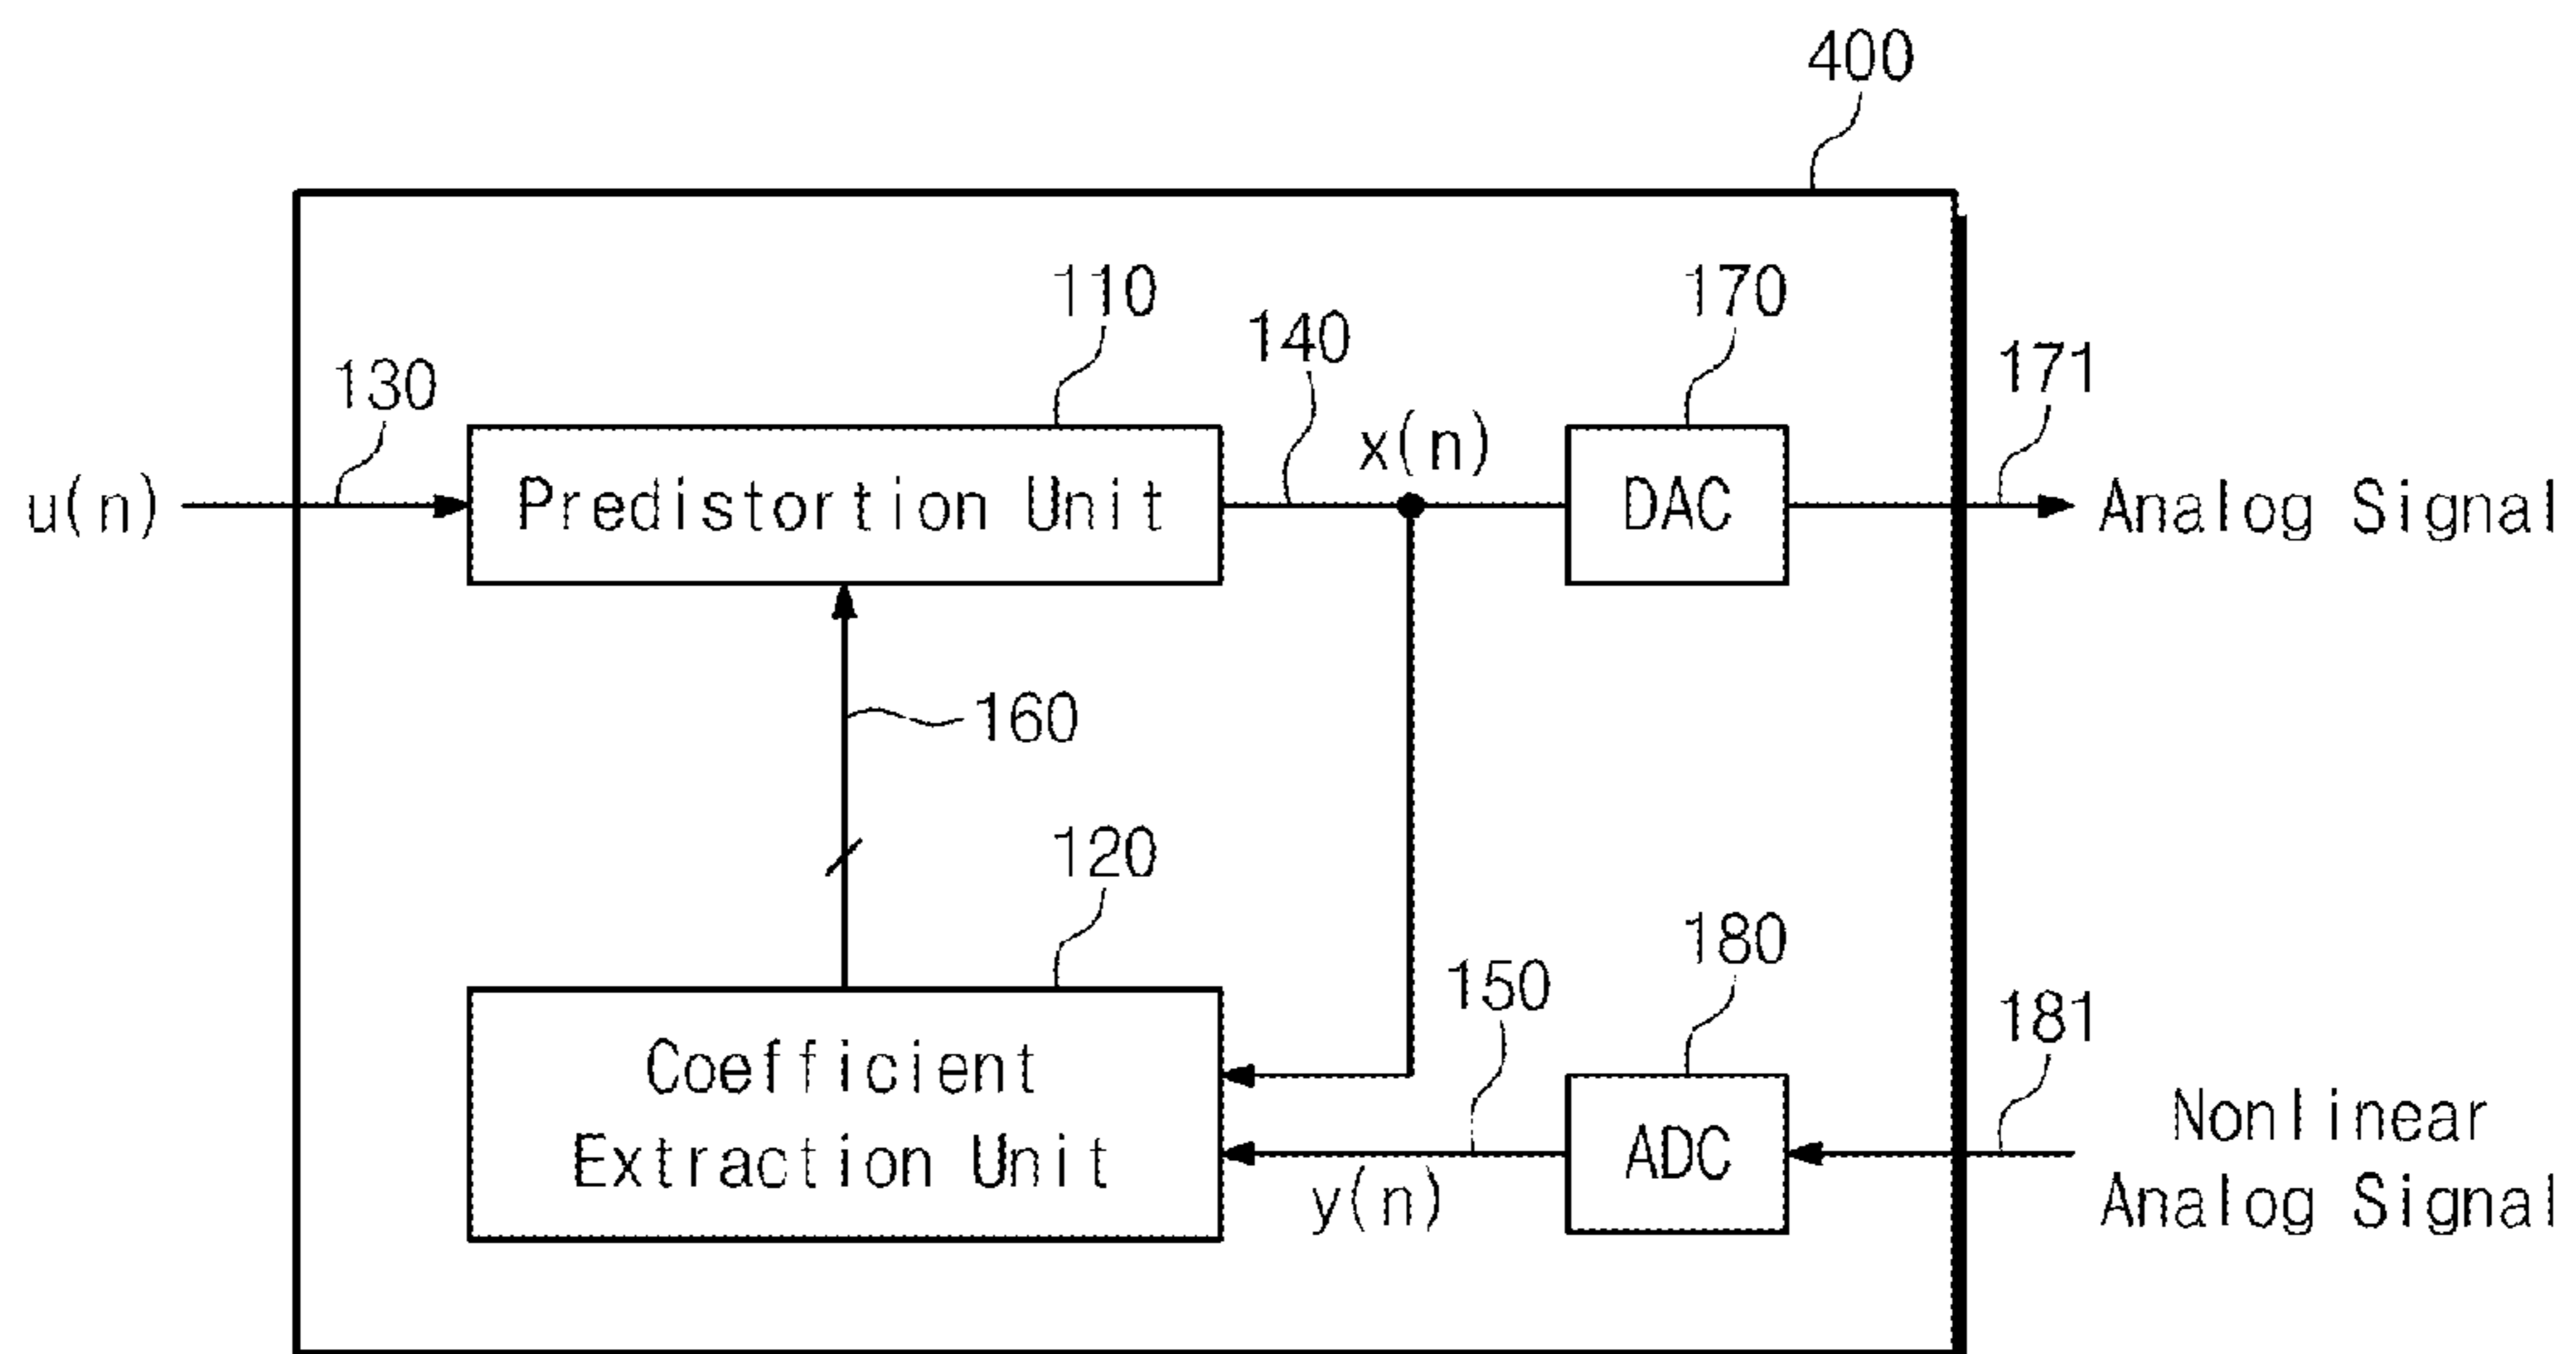 400
110
170
140
130
171
x(n)
u(n)
Predistortion Unit
DAC
Analog Signal
160
120
180
150
181
Coefficient
Extraction Unit
ADC
y(n)
Nonlinear
Analog Signal